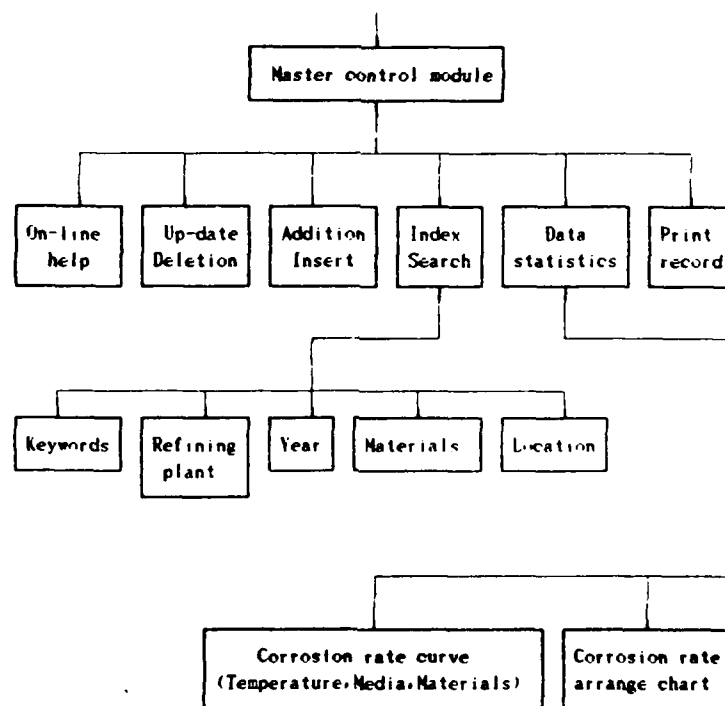 Master control module
On-line help
Up-date Deletion
Addition Insert
Index Search
Data statistics
Print record
Keywords
Refining plant
Year
Materials
Location
Corrosion rate curve
(Temperature,Media,Materials)
Corrosion rate
arrange chart